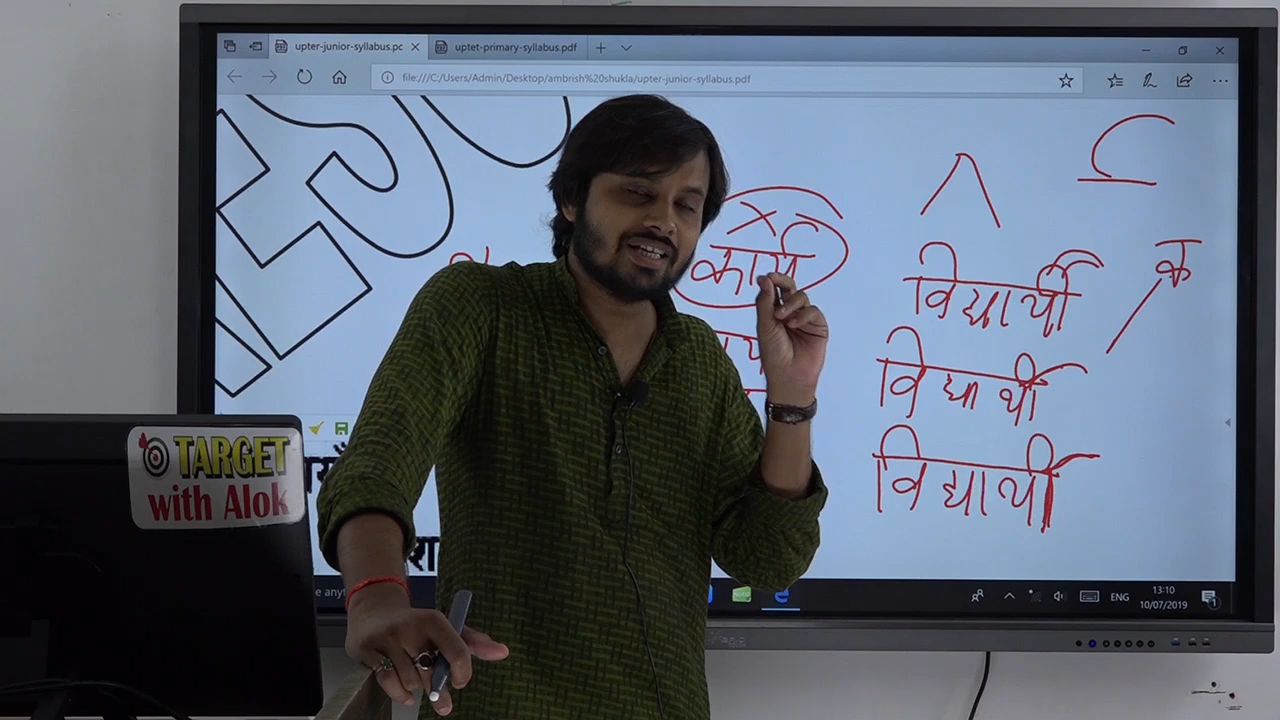 upter-junior-syllabus.pc
uptet-primary-syllabus.pdf
file:///C:/Users/Admin/Desktop/ambrish%20shukla/upter-junior-syllabus.pdf
कार्य
विद्यार्थी
क
विद्यार्थी
विद्यार्थी
TARGET
with Alok
ENG
13:10
10/07/2019
1